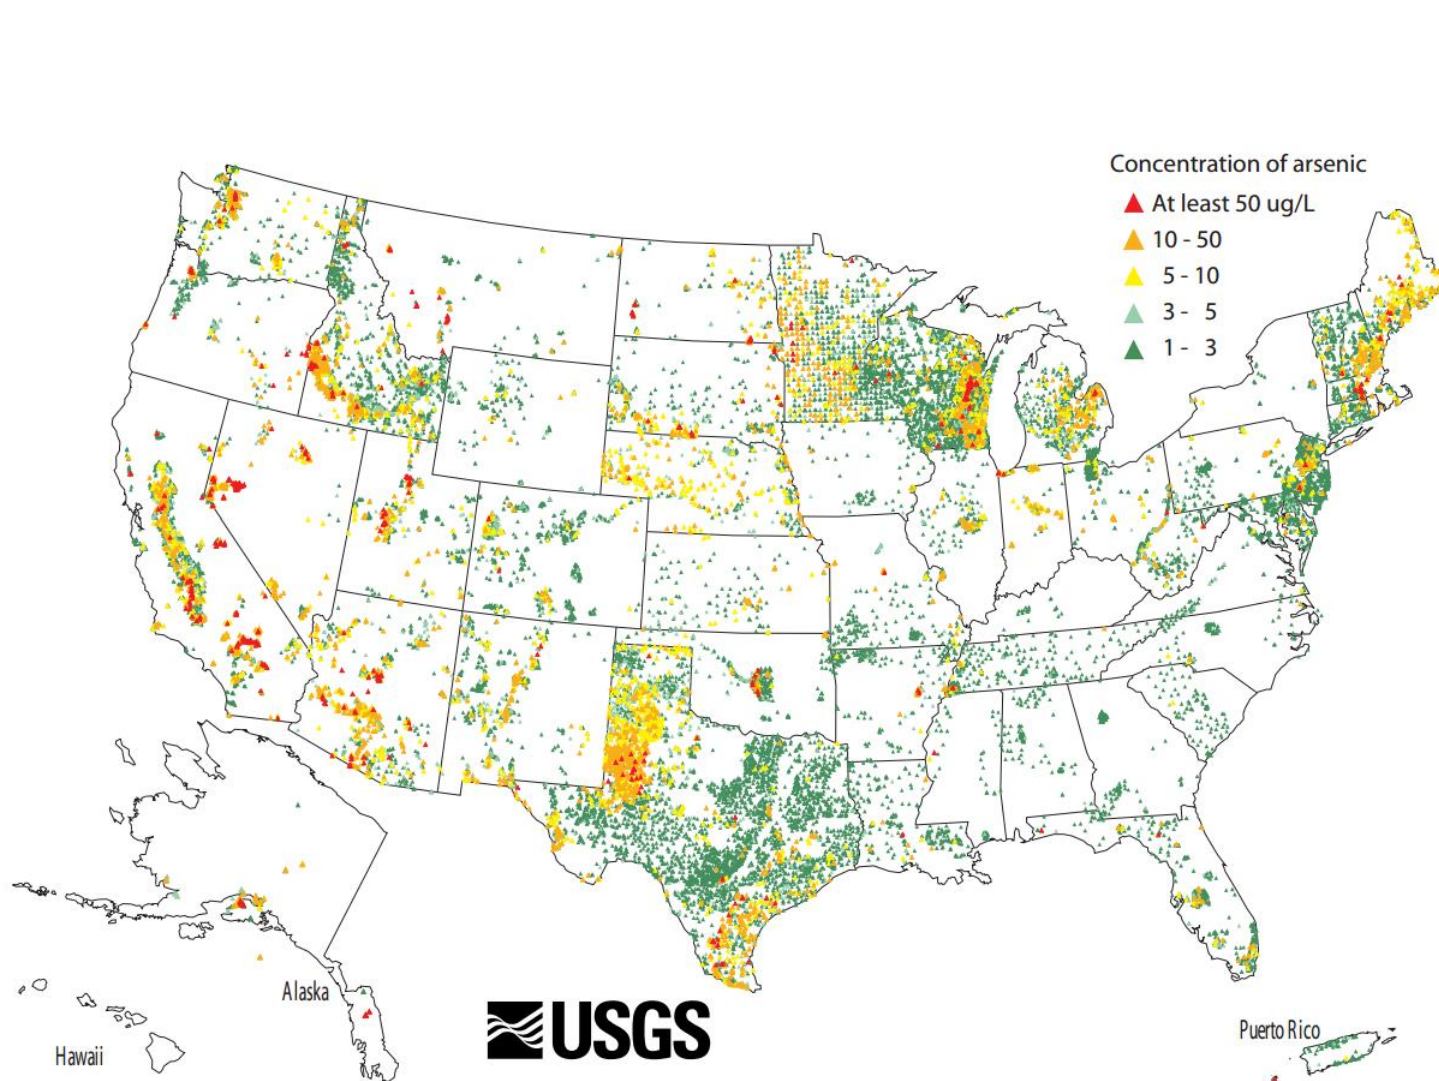 Concentration of arsenic
At least 50 ug/L
10 - 50
5 - 10
3 - 5
1 - 3
Alaska
Hawaii
USGS
Puerto Rico